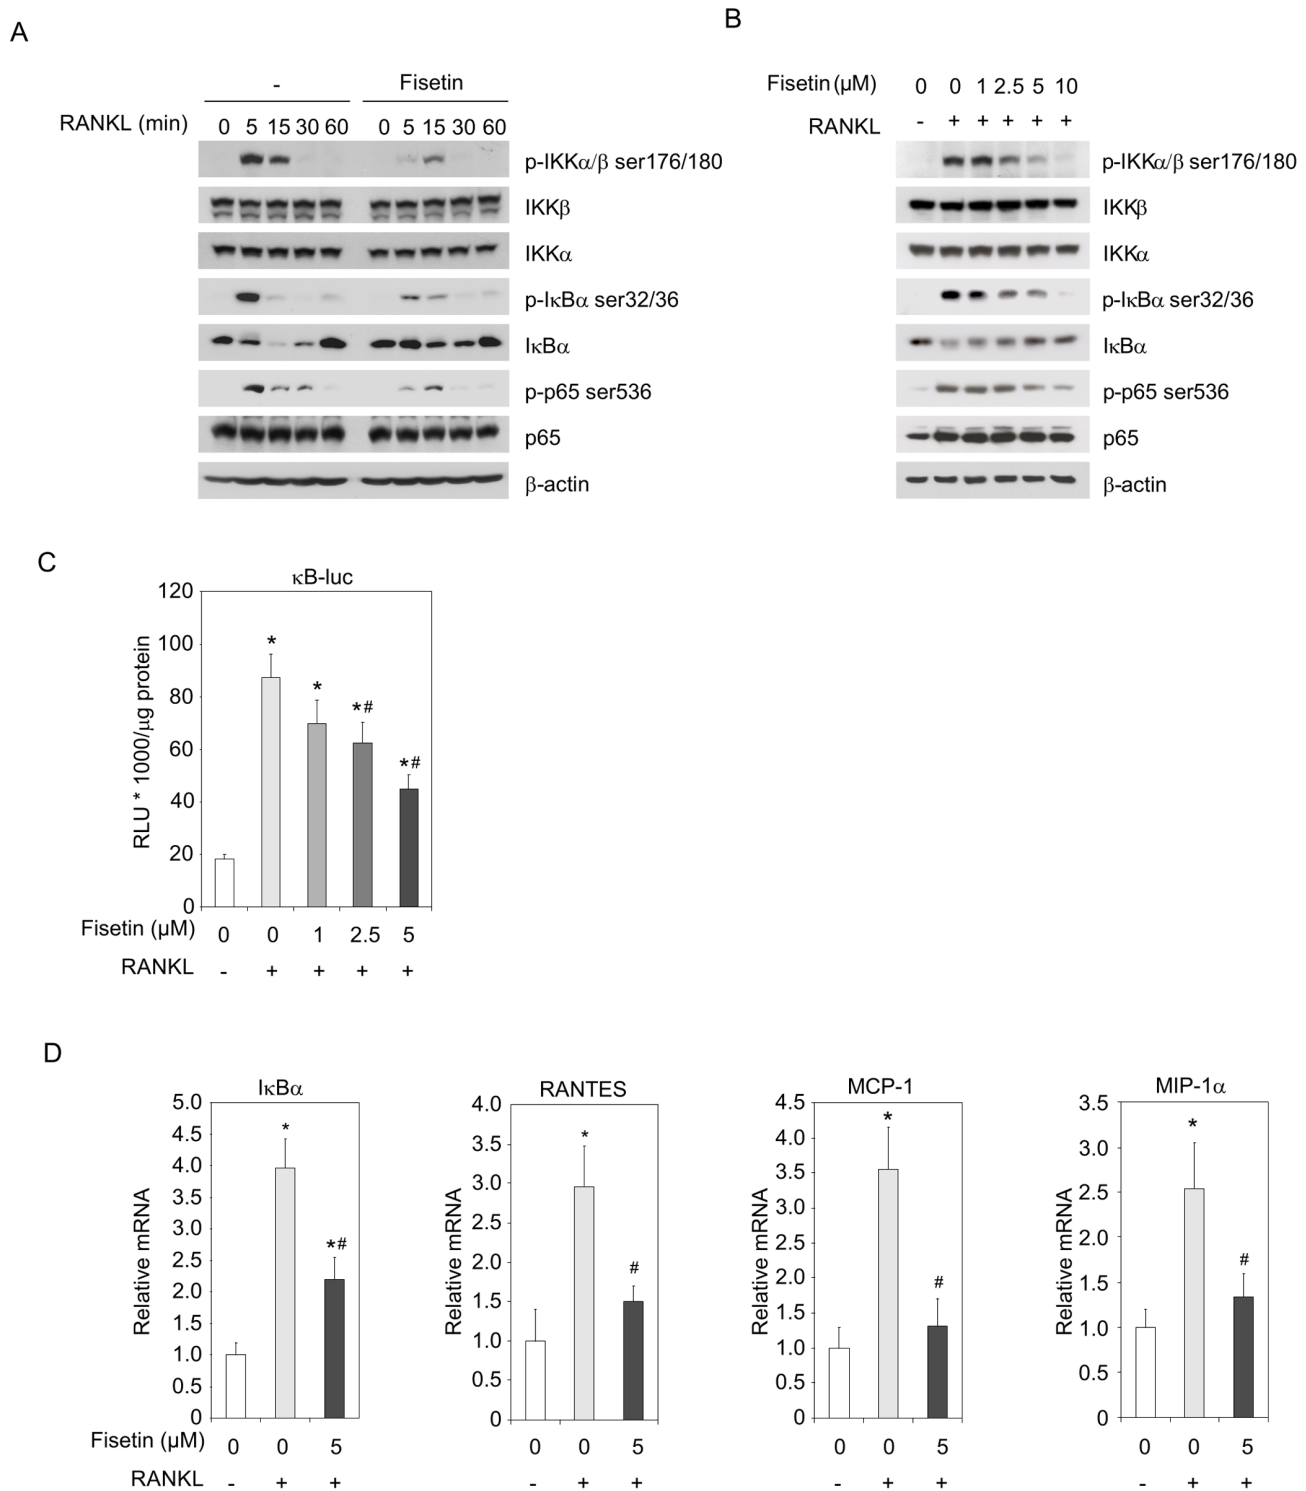 A
B
- Fisetin
RANKL (min) 0 5 15 30 60 0 5 15 30 60
p-IKKα/β ser176/180
IKKβ
IKKα
p-IκBα ser32/36
IκBα
p-p65 ser536
p65
β-actin
Fisetin (μM) 0 0 1 2.5 5 10
RANKL - + + + + +
p-IKKα/β ser176/180
IKKβ
IKKα
p-IκBα ser32/36
IκBα
p-p65 ser536
p65
β-actin
C
κB-luc
RLU * 1000/μg protein
120
100
80
60
40
20
0
*
*
*#
*#
Fisetin (μM) 0 0 1 2.5 5
RANKL - + + + +
D
IκBα
Relative mRNA
5.0
4.5
4.0
3.5
3.0
2.5
2.0
1.5
1.0
0.5
0
*
*#
Fisetin (μM) 0 0 5
RANKL - + +
RANTES
Relative mRNA
4.0
3.5
3.0
2.5
2.0
1.5
1.0
0.5
0
*
#
0 0 5
- + +
MCP-1
Relative mRNA
4.5
4.0
3.5
3.0
2.5
2.0
1.5
1.0
0.5
0
*
#
0 0 5
- + +
MIP-1α
Relative mRNA
3.5
3.0
2.5
2.0
1.5
1.0
0.5
0
*
#
0 0 5
- + +